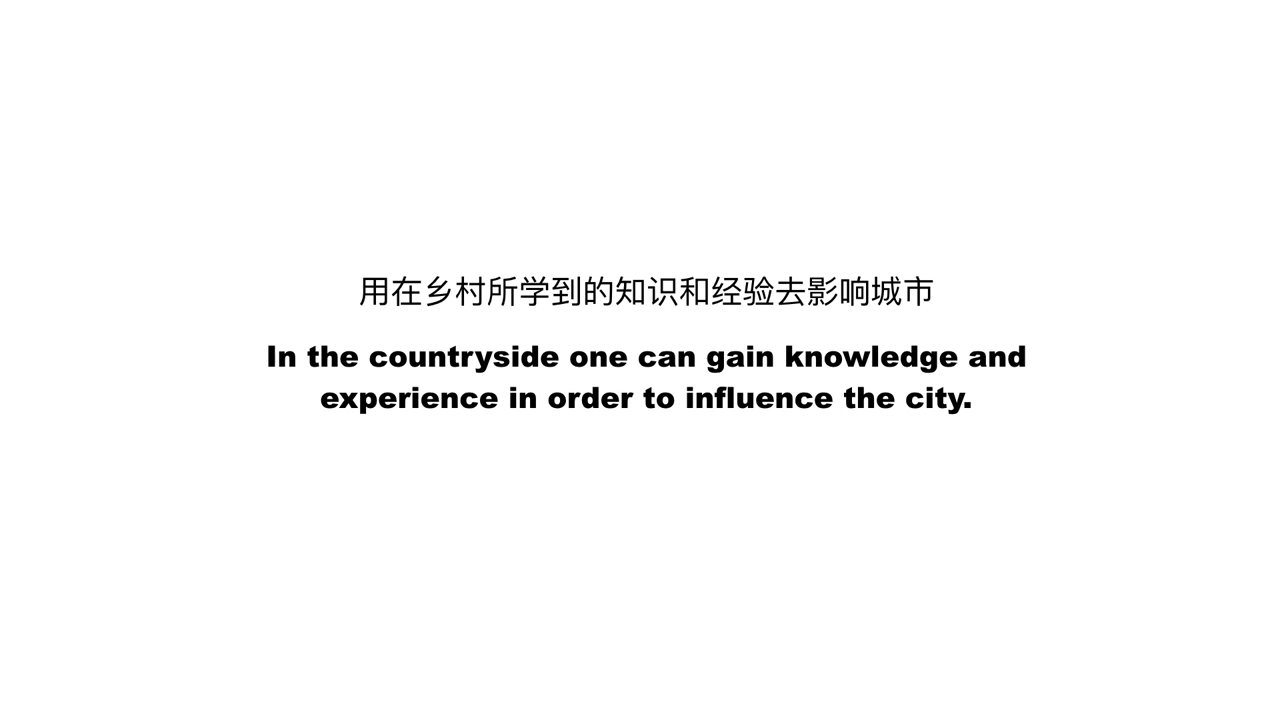 用在乡村所学到的知识和经验去影响城市
In the countryside one can gain knowledge and
experience in order to influence the city.